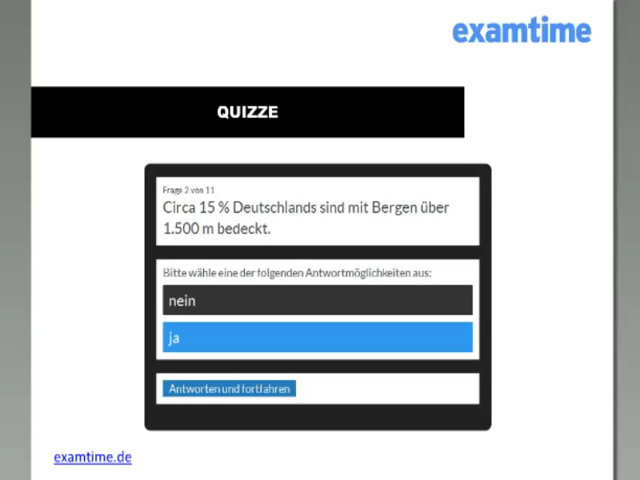 examtime
QUIZZE
Frage 2 von 11
Circa 15 % Deutschlands sind mit Bergen über
1.500 m bedeckt.
Bitte wähle eine der folgenden Antwortmöglichkeiten aus:
nein
ja
Antworten und fortfahren
examtime.de